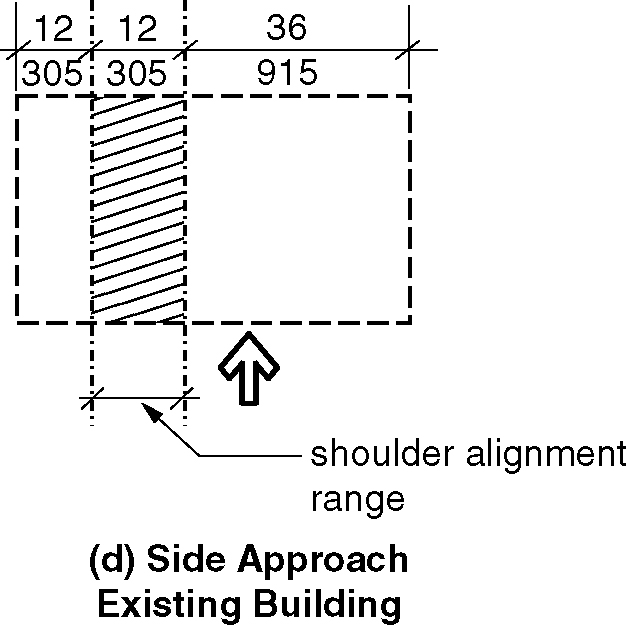 12 12 36
305 305 915
shoulder alignment
range
(d) Side Approach
Existing Building